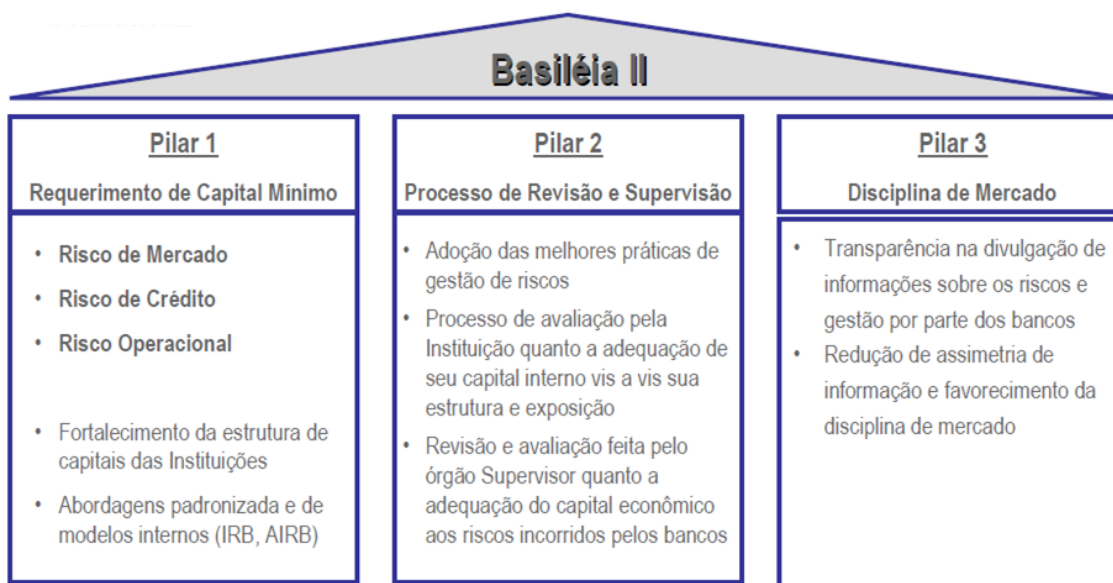 Basiléia II
Pilar 1
Requerimento de Capital Mínimo
• Risco de Mercado
• Risco de Crédito
• Risco Operacional
• Fortalecimento da estrutura de
capitais das Instituições
• Abordagens padronizada e de
modelos internos (IRB, AIRB)
Pilar 2
Processo de Revisão e Supervisão
• Adoção das melhores práticas de
gestão de riscos
• Processo de avaliação pela
Instituição quanto a adequação de
seu capital interno vis a vis sua
estrutura e exposição
• Revisão e avaliação feita pelo
órgão Supervisor quanto a
adequação do capital econômico
aos riscos incorridos pelos bancos
Pilar 3
Disciplina de Mercado
• Transparência na divulgação de
informações sobre os riscos e
gestão por parte dos bancos
• Redução de assimetria de
informação e favorecimento da
disciplina de mercado